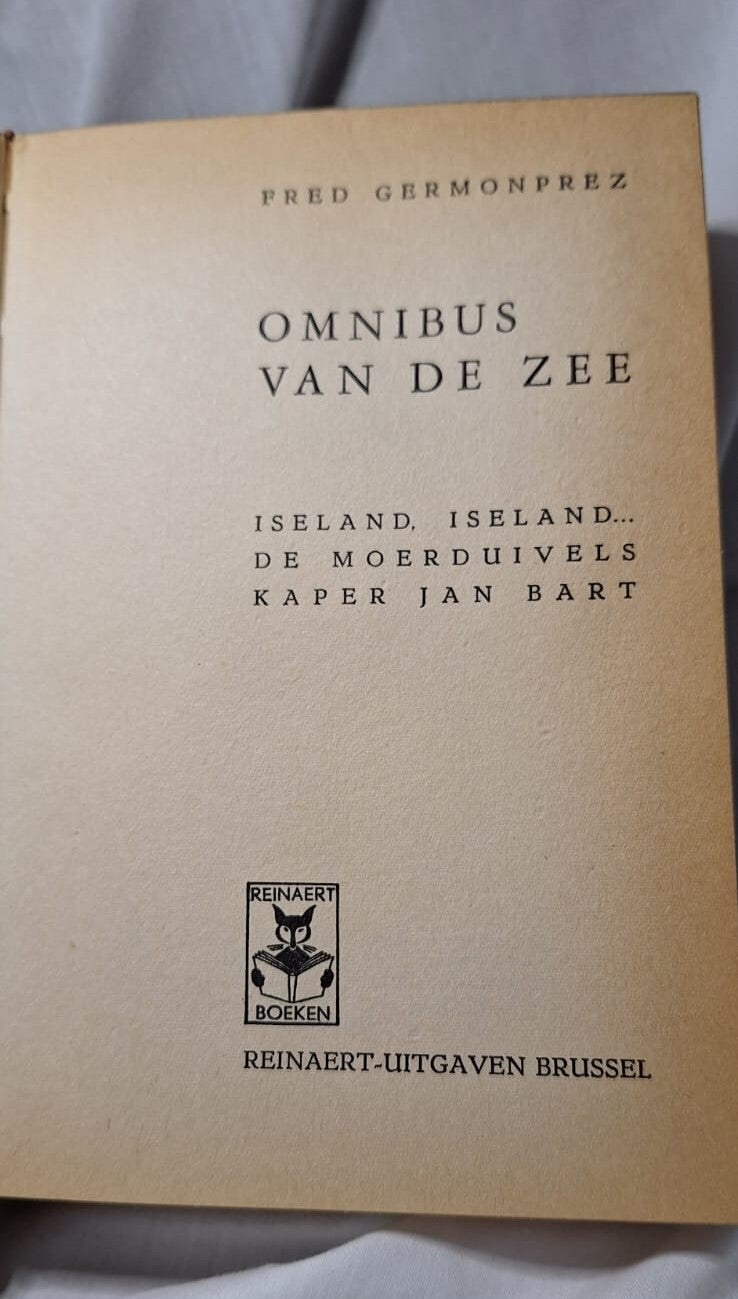 FRED GERMONPREZ
OMNIBUS
VAN DE ZEE
ISELAND, ISELAND...
DE MOERDUIVELS
KAPER JAN BART
REINAERT
BOEKEN
REINAERT-UITGAVEN BRUSSEL